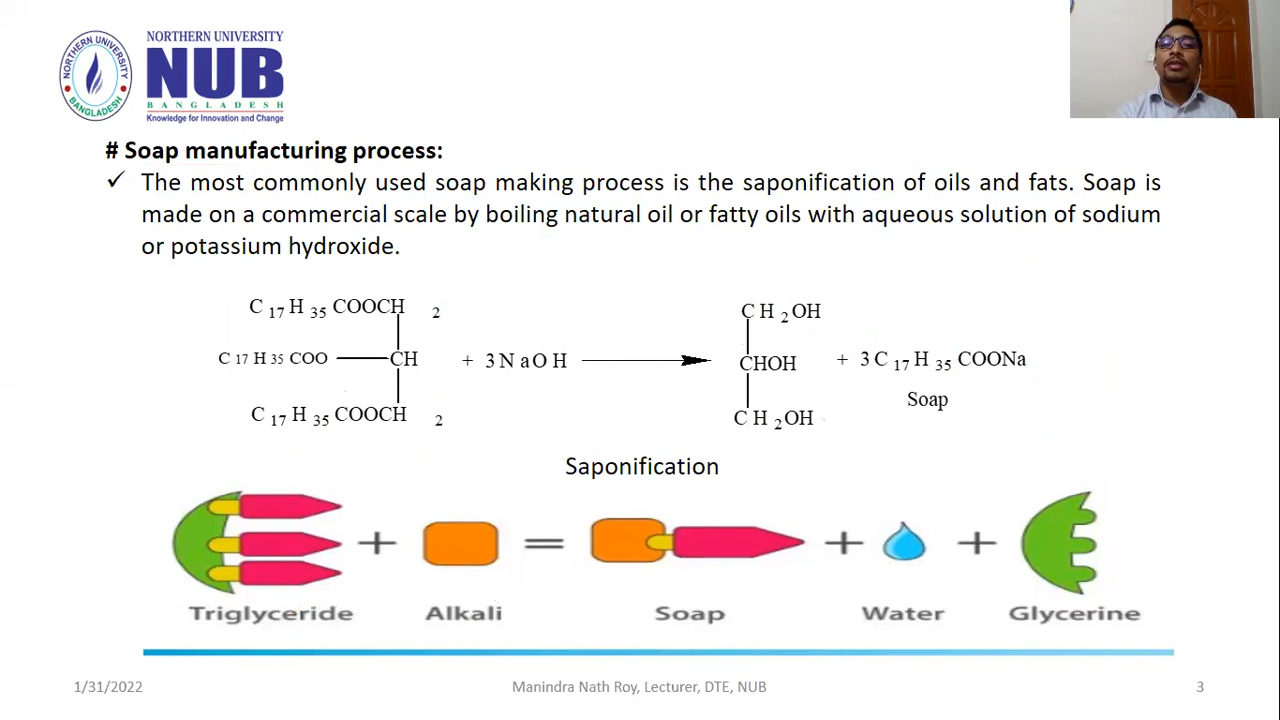 NORTHERN UNIVERSITY
BANGLADESH
NORTHERN UNIVERSITY
NUB
BANGLADESH
Knowledge for Innovation and Change
# Soap manufacturing process:
✓ The most commonly used soap making process is the saponification of oils and fats. Soap is
made on a commercial scale by boiling natural oil or fatty oils with aqueous solution of sodium
or potassium hydroxide.
C 17 H 35 COOCH 2
C 17 H 35 COO CH + 3 N aO H
C 17 H 35 COOCH 2
C H 2 OH
CHOH + 3 C 17 H 35 COONa
C H 2 OH
Soap
Saponification
+ = + +
Triglyceride Alkali Soap Water Glycerine
1/31/2022 Manindra Nath Roy, Lecturer, DTE, NUB 3